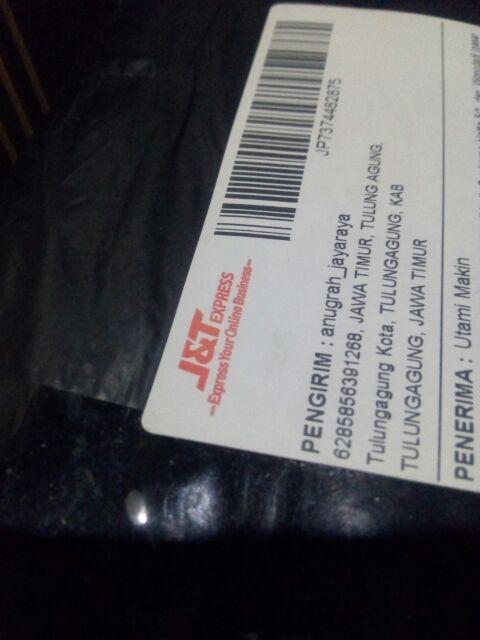 J&T EXPRESS
—Express Your Online Business—
JP7374482875
PENGIRIM : anugrah_jayaraya
6285856391268, JAWA TIMUR, TULUNG AGUNG,
Tulungagung Kota, TULUNGAGUNG, KAB
TULUNGAGUNG, JAWA TIMUR
PENERIMA : Utami Makin